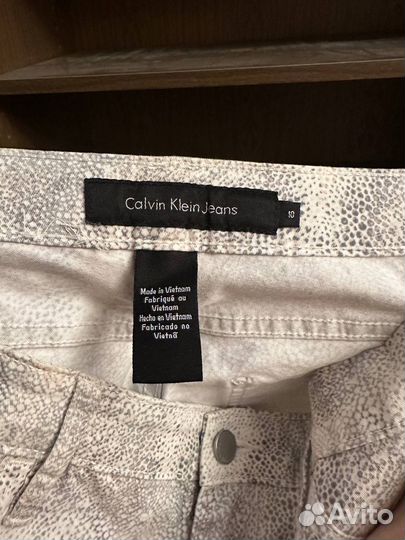 Calvin Klein Jeans
10
Made in Vietnam
Fabriqué au
Vietnam
Hecho en Vietnam
Fabricado no
Vietnã
Avito